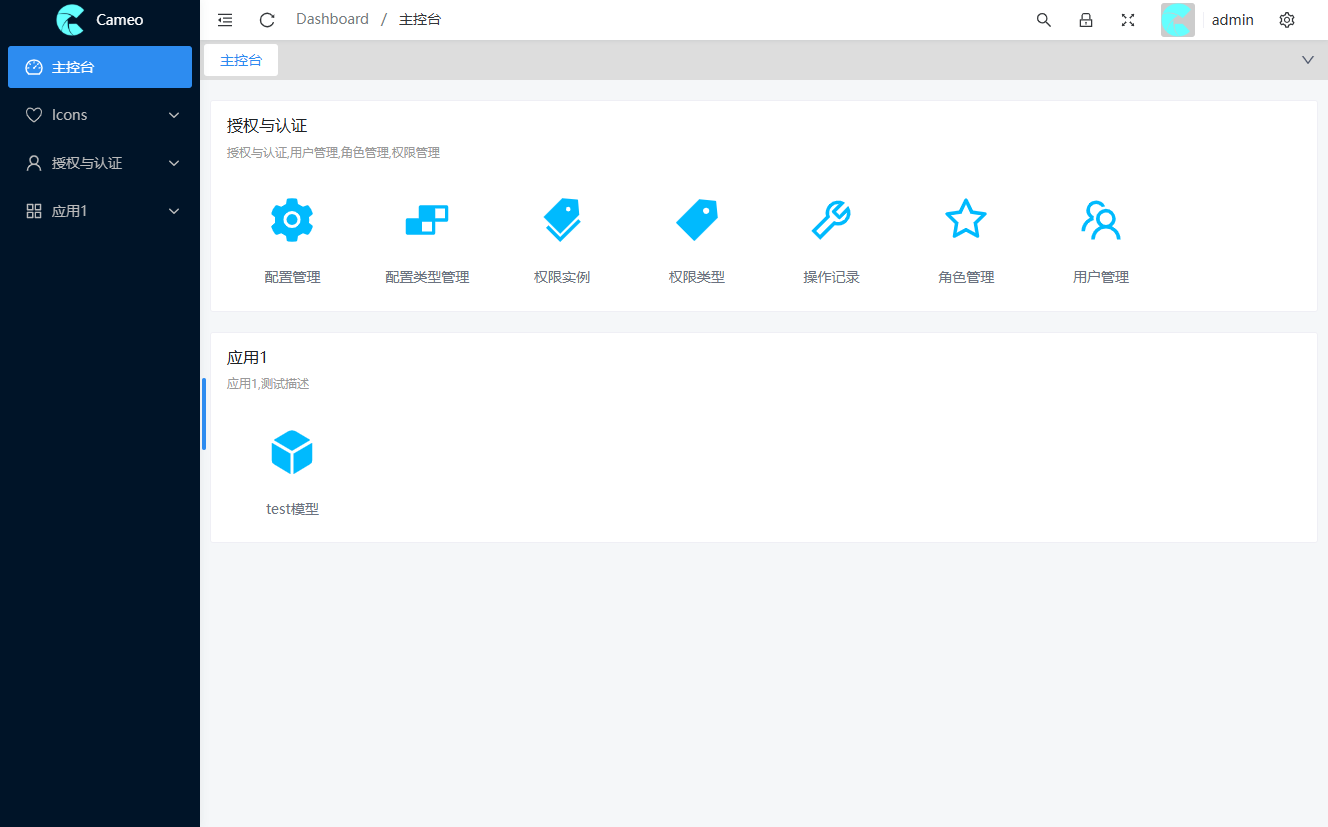 Cameo
Dashboard / 主控台
admin
主控台
主控台
Icons
授权与认证
应用1
授权与认证
授权与认证,用户管理,角色管理,权限管理
配置管理 配置类型管理 权限实例 权限类型 操作记录 角色管理 用户管理
应用1
应用1,测试描述
test模型